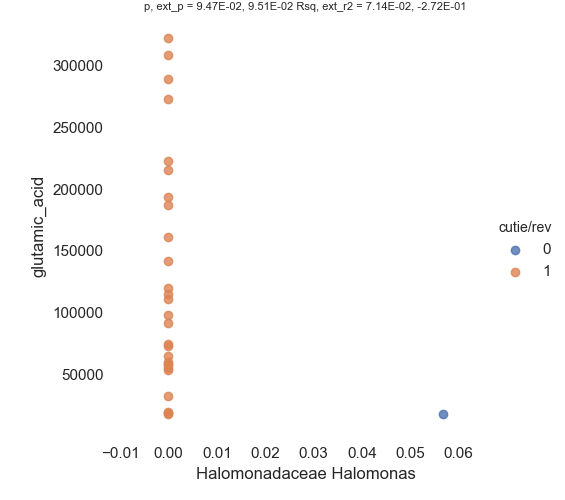 p, ext_p = 9.47E-02, 9.51E-02 Rsq, ext_r2 = 7.14E-02, -2.72E-01
300000
250000
200000
150000
100000
50000
glutamic_acid
cutie/rev
0
1
−0.01 0.00 0.01 0.02 0.03 0.04 0.05 0.06
Halomonadaceae Halomonas